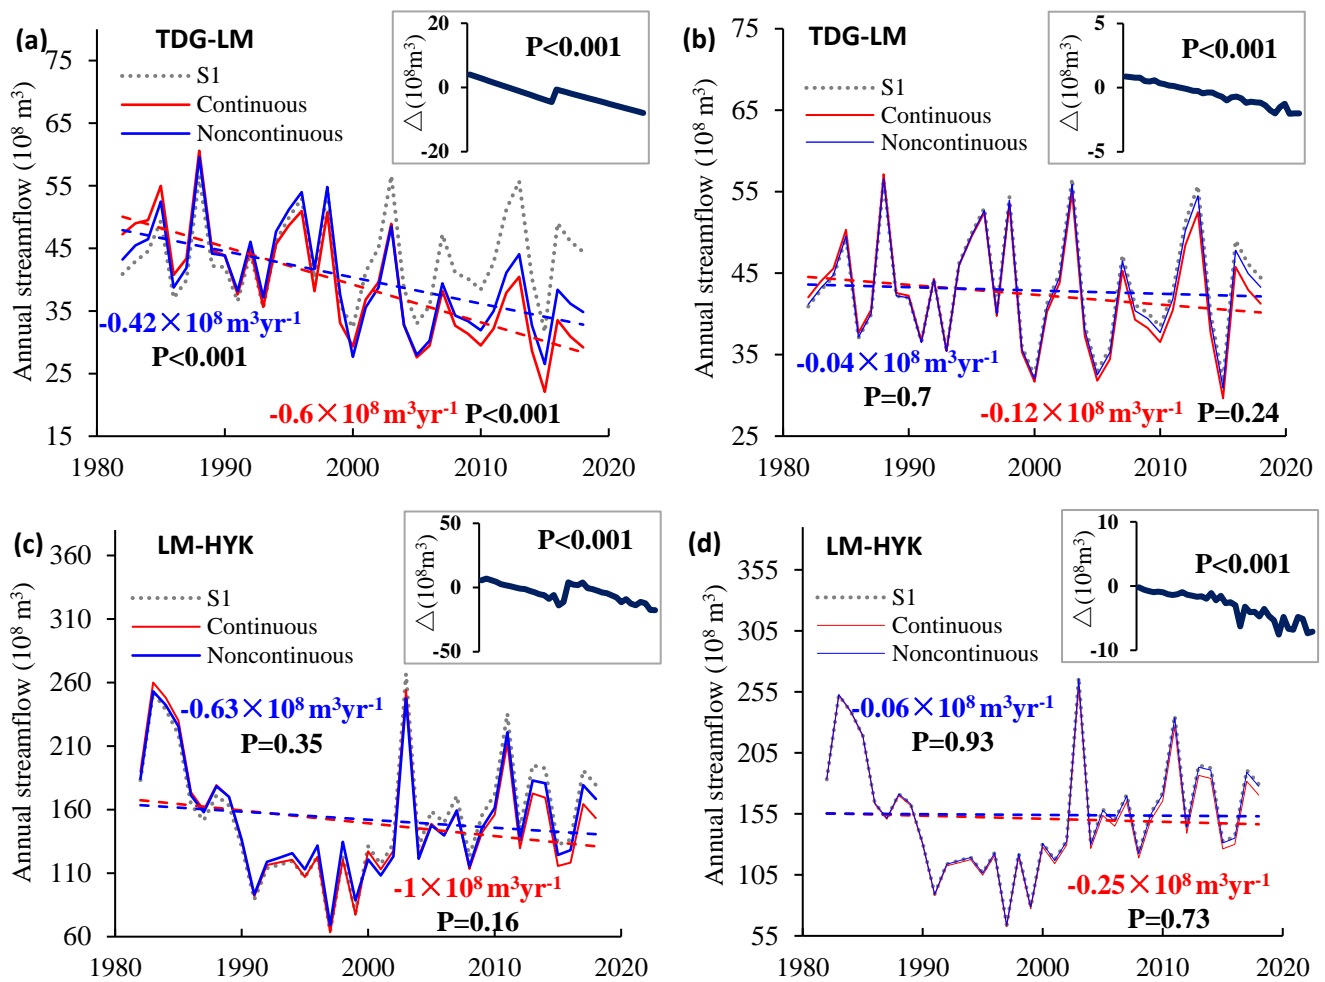 (a)
TDG-LM
S1
Continuous
Noncontinuous
Annual streamflow (10⁸ m³)
75
65
55
45
35
25
15
1980 1990 2000 2010 2020
-0.42×10⁸ m³yr⁻¹
P<0.001
-0.6×10⁸ m³yr⁻¹ P<0.001
△(10⁸m³)
20
0
-20
P<0.001
(b)
TDG-LM
S1
Continuous
Noncontinuous
Annual streamflow (10⁸ m³)
75
65
55
45
35
25
1980 1990 2000 2010 2020
-0.04×10⁸ m³yr⁻¹
P=0.7
-0.12×10⁸ m³yr⁻¹ P=0.24
△(10⁸m³)
5
0
-5
P<0.001
(c)
LM-HYK
S1
Continuous
Noncontinuous
Annual streamflow (10⁸ m³)
360
310
260
210
160
110
60
1980 1990 2000 2010 2020
-0.63×10⁸ m³yr⁻¹
P=0.35
-1×10⁸ m³yr⁻¹
P=0.16
△(10⁸m³)
50
0
-50
P<0.001
(d)
LM-HYK
S1
Continuous
Noncontinuous
Annual streamflow (10⁸ m³)
355
305
255
205
155
105
55
1980 1990 2000 2010 2020
-0.06×10⁸ m³yr⁻¹
P=0.93
-0.25×10⁸ m³yr⁻¹
P=0.73
△(10⁸m³)
10
0
-10
P<0.001